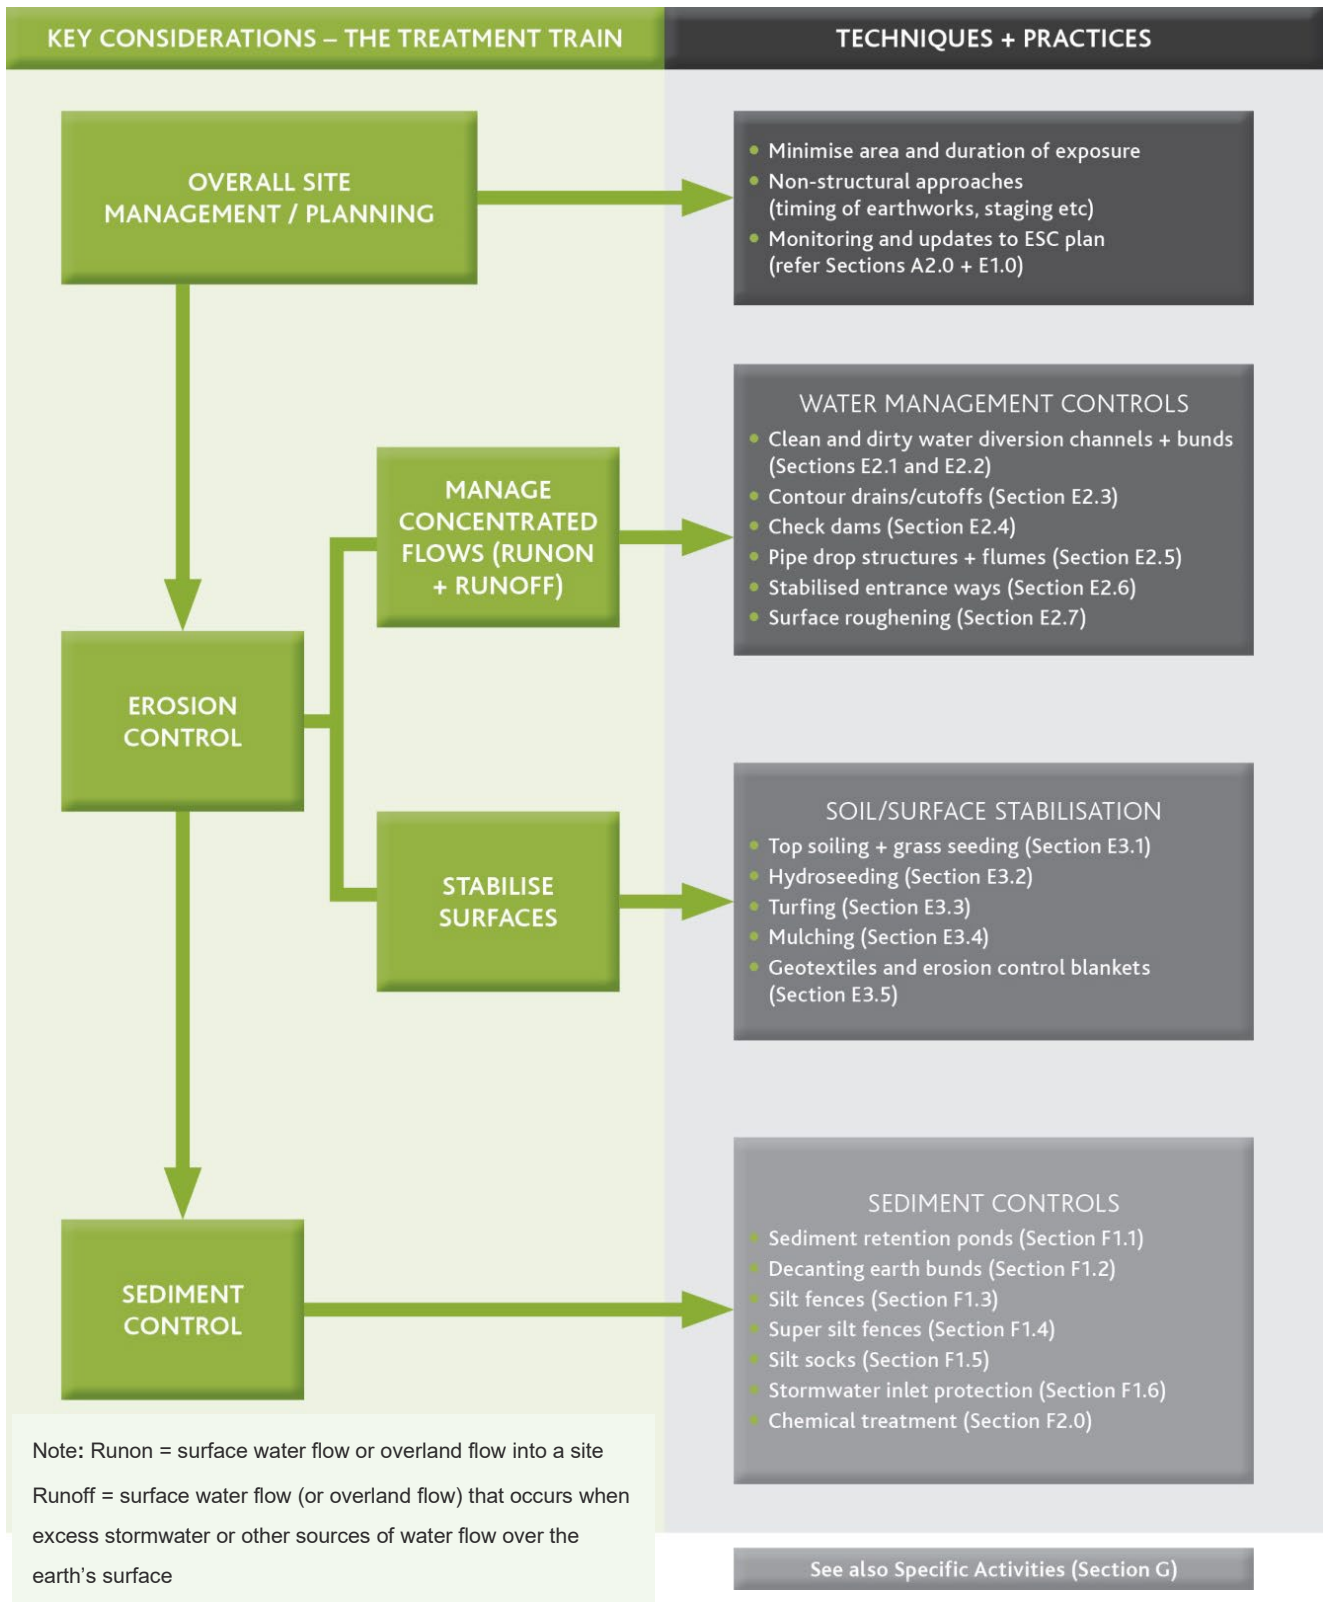 KEY CONSIDERATIONS – THE TREATMENT TRAIN
TECHNIQUES + PRACTICES
OVERALL SITE
MANAGEMENT / PLANNING
• Minimise area and duration of exposure
• Non-structural approaches
(timing of earthworks, staging etc)
• Monitoring and updates to ESC plan
(refer Sections A2.0 + E1.0)
EROSION
CONTROL
MANAGE
CONCENTRATED
FLOWS (RUNON
+ RUNOFF)
WATER MANAGEMENT CONTROLS
• Clean and dirty water diversion channels + bunds
(Sections E2.1 and E2.2)
• Contour drains/cutoffs (Section E2.3)
• Check dams (Section E2.4)
• Pipe drop structures + flumes (Section E2.5)
• Stabilised entrance ways (Section E2.6)
• Surface roughening (Section E2.7)
STABILISE
SURFACES
SOIL/SURFACE STABILISATION
• Top soiling + grass seeding (Section E3.1)
• Hydroseeding (Section E3.2)
• Turfing (Section E3.3)
• Mulching (Section E3.4)
• Geotextiles and erosion control blankets
(Section E3.5)
SEDIMENT
CONTROL
SEDIMENT CONTROLS
• Sediment retention ponds (Section F1.1)
• Decanting earth bunds (Section F1.2)
• Silt fences (Section F1.3)
• Super silt fences (Section F1.4)
• Silt socks (Section F1.5)
• Stormwater inlet protection (Section F1.6)
• Chemical treatment (Section F2.0)
Note: Runon = surface water flow or overland flow into a site
Runoff = surface water flow (or overland flow) that occurs when
excess stormwater or other sources of water flow over the
earth’s surface
See also Specific Activities (Section G)